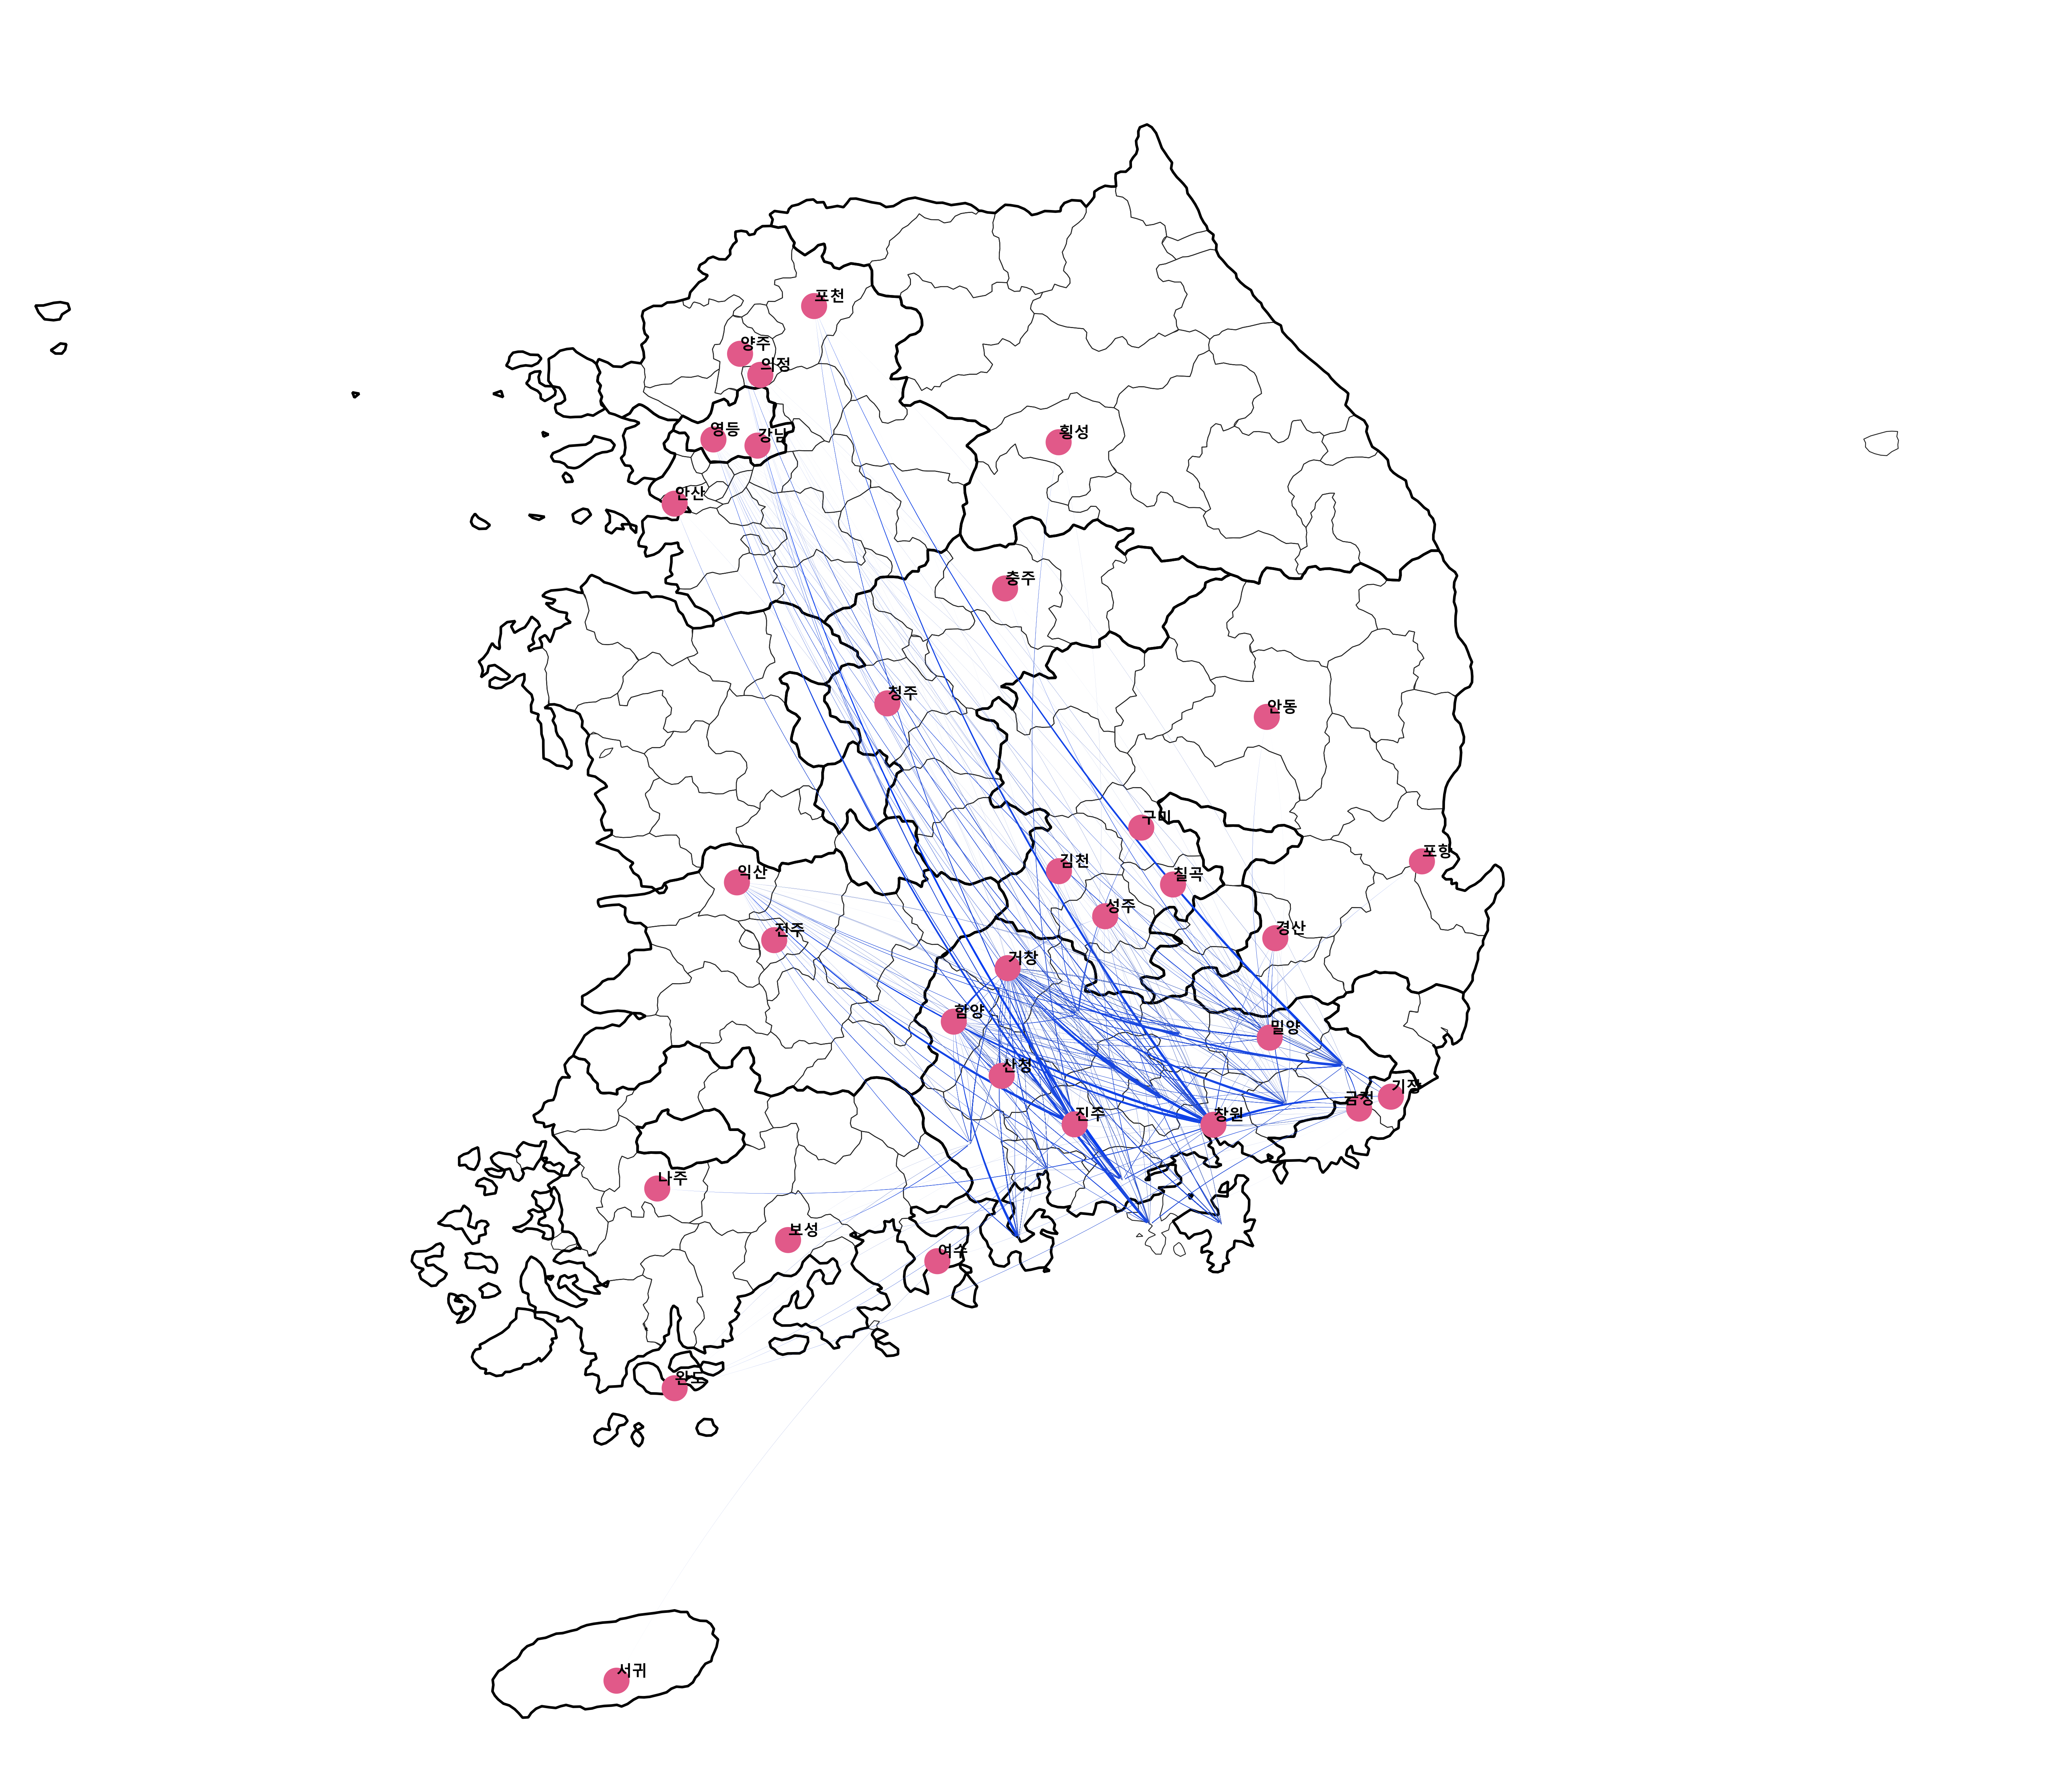 포천
양주
의정
영등
강남
횡성
안산
충주
청주
안동
구미
포항
김천
익산
칠곡
성주
경산
전주
거창
함양
밀양
산청
기장
금정
진주
창원
나주
보성
여수
완도
서귀